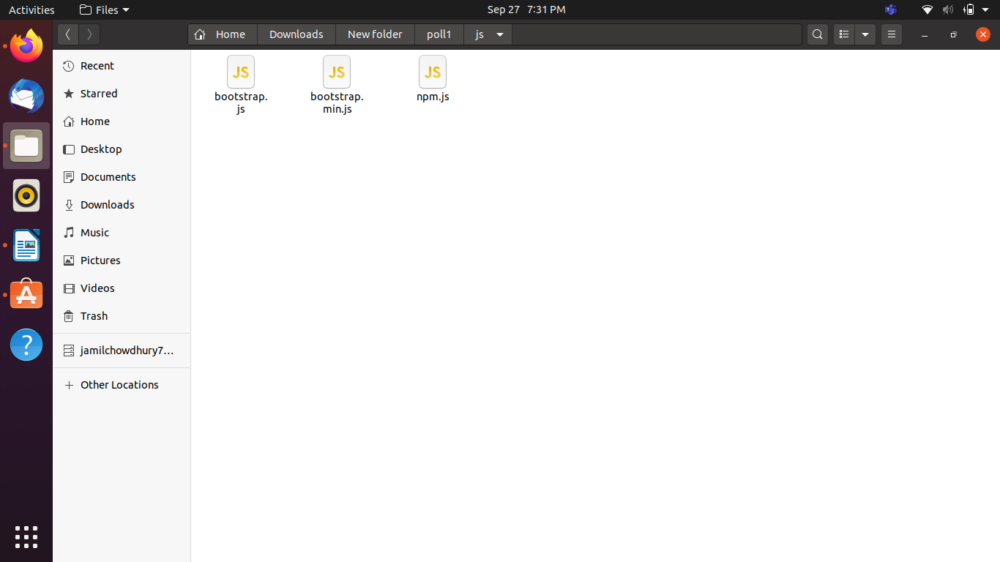 Activities Files Sep 27 7:31 PM
Home Downloads New folder poll1 js
Recent
Starred
Home
Desktop
Documents
Downloads
Music
Pictures
Videos
Trash
jamilchowdhury7…
Other Locations
JS JS JS
bootstrap. bootstrap. npm.js
js min.js